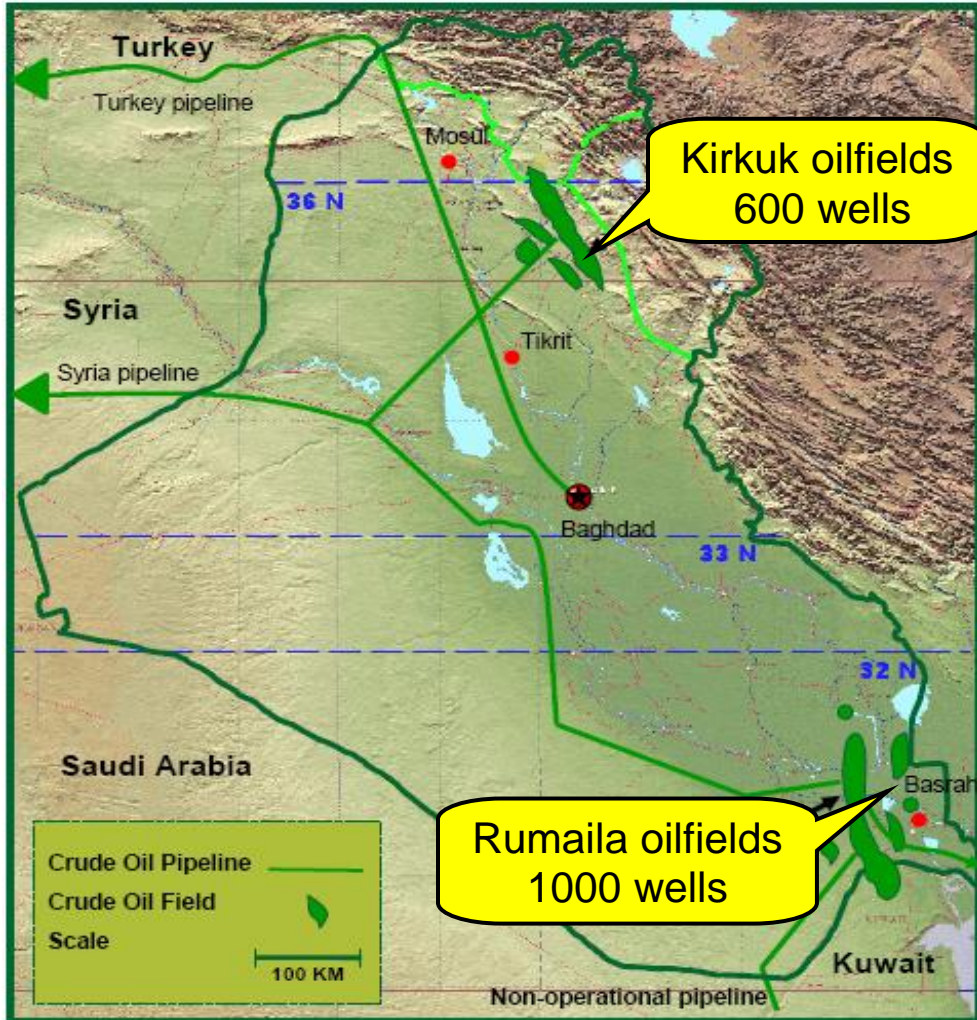 Turkey
Turkey pipeline
Mosul
Kirkuk oilfields
600 wells
36 N
Syria
Tikrit
Syria pipeline
Baghdad
33 N
32 N
Saudi Arabia
Basrah
Rumaila oilfields
1000 wells
Crude Oil Pipeline
Crude Oil Field
Scale
100 KM
Kuwait
Non-operational pipeline